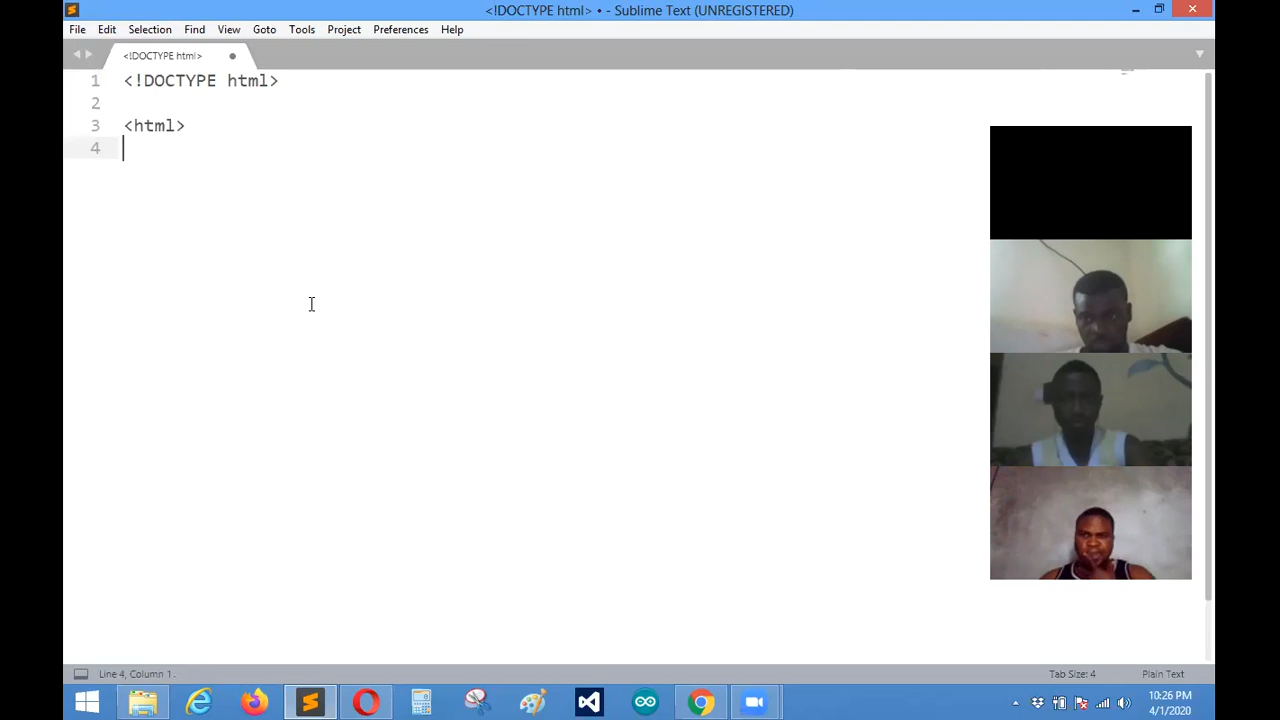 <!DOCTYPE html> • - Sublime Text (UNREGISTERED)
File Edit Selection Find View Goto Tools Project Preferences Help
<!DOCTYPE html>
1 <!DOCTYPE html>
2
3 <html>
4
Line 4, Column 1
Tab Size: 4 Plain Text
10:26 PM
4/1/2020